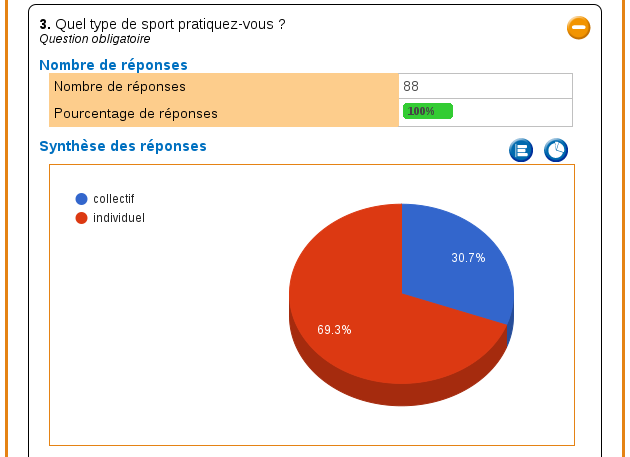 3. Quel type de sport pratiquez-vous ?
Question obligatoire
Nombre de réponses
Nombre de réponses 88
Pourcentage de réponses 100%
Synthèse des réponses
collectif
individuel
30.7%
69.3%